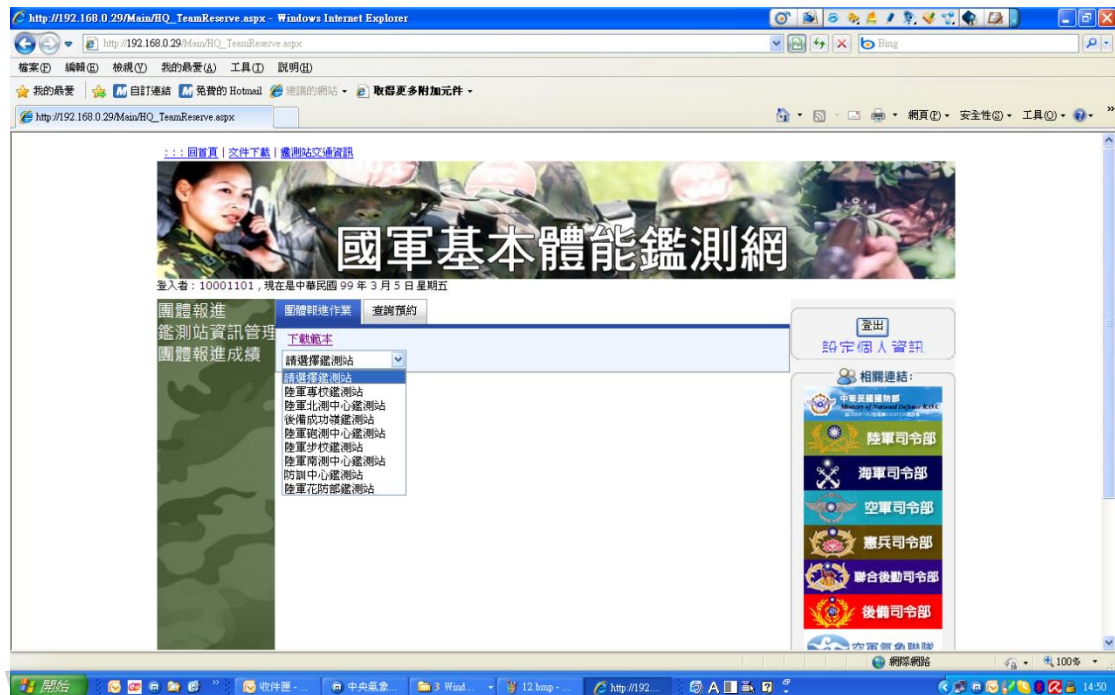 http://192.168.0.29/Main/HQ_TeamReserve.aspx - Windows Internet Explorer
http://192.168.0.29/Main/HQ_TeamReserve.aspx
Bing
檔案(F) 編輯(E) 檢視(V) 我的最愛(A) 工具(T) 說明(H)
我的最愛 自訂連結 免費的 Hotmail 建議的網站 取得更多附加元件
http://192.168.0.29/Main/HQ_TeamReserve.aspx
網頁(P) 安全性(S) 工具(O)
:::回首頁 | 文件下載 | 鑑測站交通資訊
國軍基本體能鑑測網
登入者:10001101,現在是中華民國 99 年 3 月 5 日星期五
團體報進
鑑測站資訊管理
團體報進成績
團體報進作業 查詢預約
下載範本
請選擇鑑測站
請選擇鑑測站
陸軍專校鑑測站
陸軍北測中心鑑測站
後備成功嶺鑑測站
陸軍砲測中心鑑測站
陸軍步校鑑測站
陸軍南測中心鑑測站
防訓中心鑑測站
陸軍花防部鑑測站
登出
設定個人資訊
相關連結:
中華民國國防部
Ministry of National Defense R.O.C
陸軍司令部
海軍司令部
空軍司令部
憲兵司令部
聯合後勤司令部
後備司令部
空軍氣象聯隊
網際網路 100%
開始 收件匣 - ... 中央氣象... 3 Wind... 12.bmp - ... http://192.... 14:50